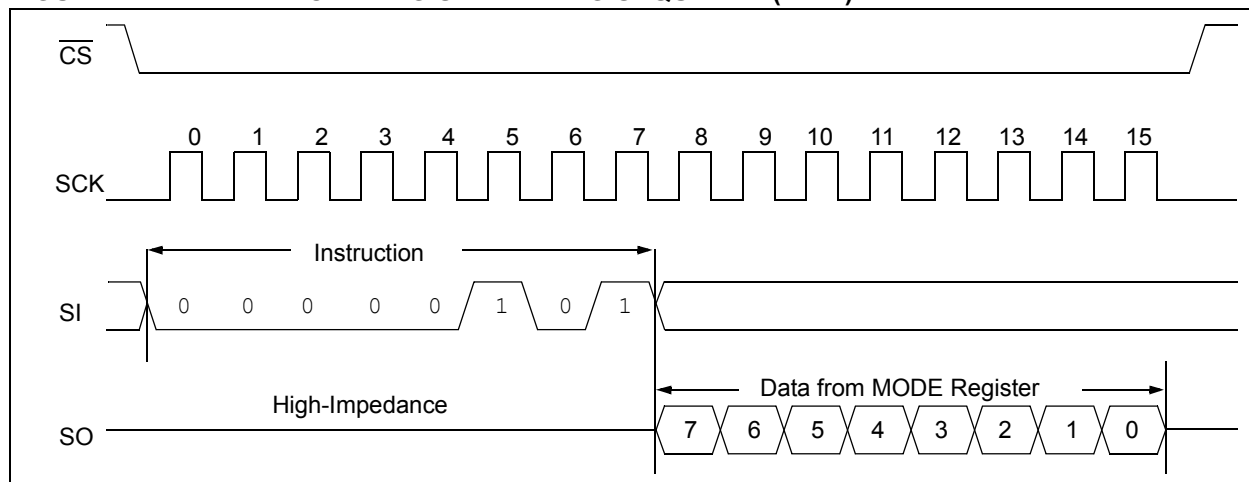 CS
0 1 2 3 4 5 6 7 8 9 10 11 12 13 14 15
SCK
Instruction
SI 0 0 0 0 0 1 0 1
Data from MODE Register
High-Impedance
SO 7 6 5 4 3 2 1 0